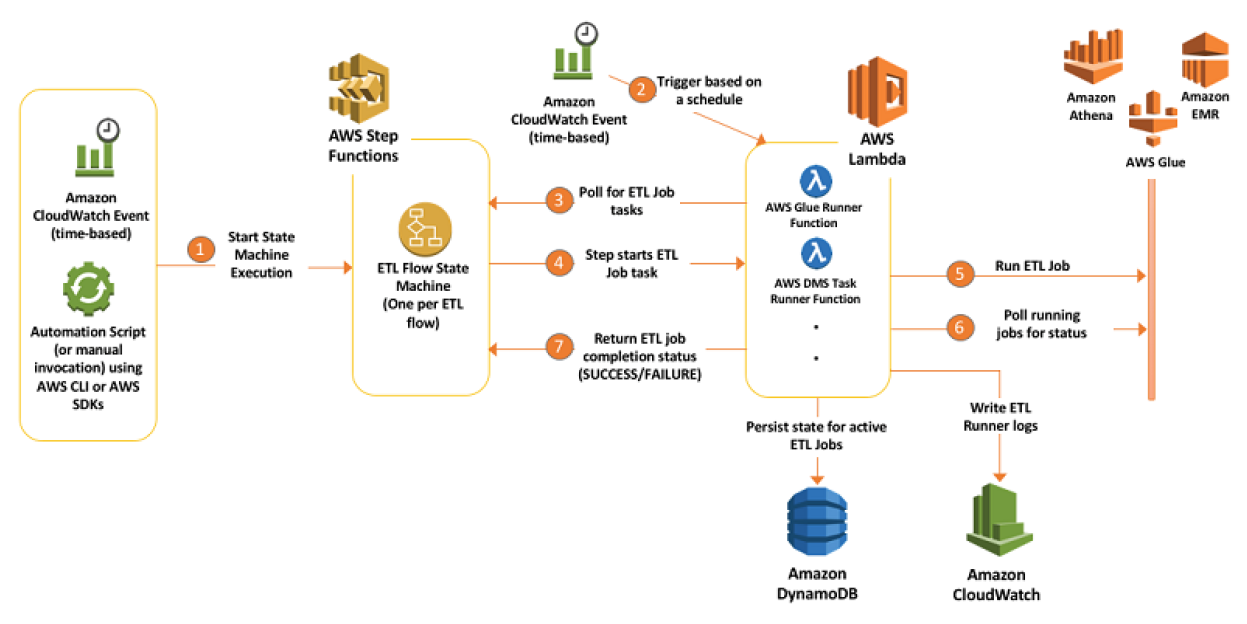 Amazon
CloudWatch Event
(time-based)
Automation Script
(or manual
invocation) using
AWS CLI or AWS
SDKs
1
Start State
Machine
Execution
AWS Step
Functions
ETL Flow State
Machine
(One per ETL
flow)
Amazon
CloudWatch Event
(time-based)
2
Trigger based on
a schedule
3
Poll for ETL Job
tasks
4
Step starts ETL
Job task
7
Return ETL job
completion status
(SUCCESS/FAILURE)
AWS
Lambda
λ
AWS Glue Runner
Function
λ
AWS DMS Task
Runner Function
5
Run ETL Job
6
Poll running
jobs for status
Amazon
Athena
Amazon
EMR
AWS Glue
Persist state for active
ETL Jobs
Write ETL
Runner logs
Amazon
DynamoDB
Amazon
CloudWatch